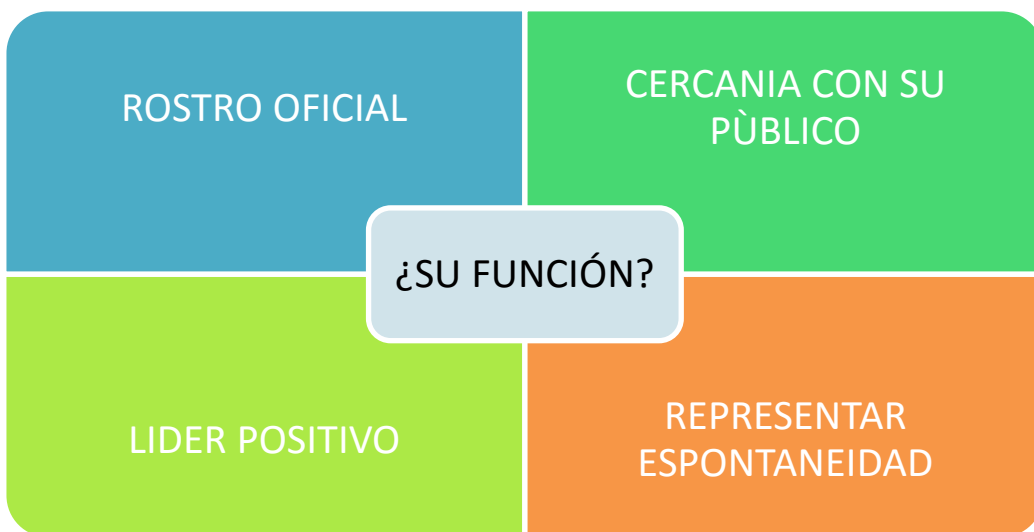 ROSTRO OFICIAL
CERCANIA CON SU
PÙBLICO
¿SU FUNCIÓN?
LIDER POSITIVO
REPRESENTAR
ESPONTANEIDAD